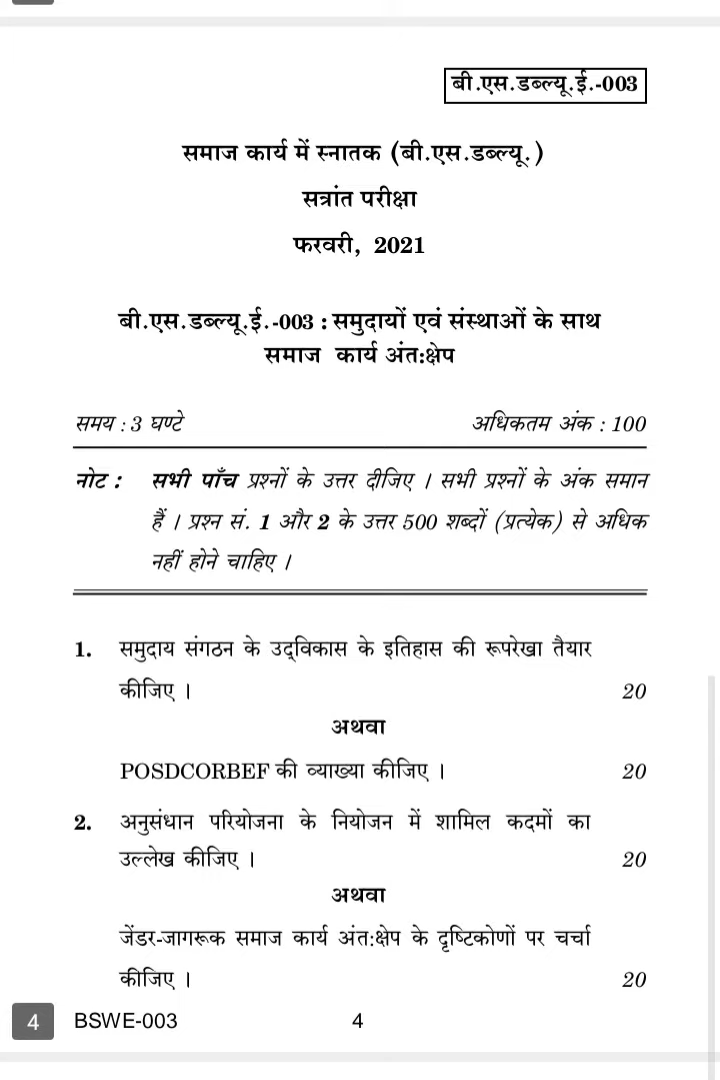 बी.एस.डब्ल्यू.ई.-003
समाज कार्य में स्नातक (बी.एस.डब्ल्यू.)
सत्रांत परीक्षा
फरवरी, 2021
बी.एस.डब्ल्यू.ई.-003 : समुदायों एवं संस्थाओं के साथ
समाज कार्य अंत:क्षेप
समय : 3 घण्टे अधिकतम अंक : 100
नोट : सभी पाँच प्रश्नों के उत्तर दीजिए । सभी प्रश्नों के अंक समान
हैं । प्रश्न सं. 1 और 2 के उत्तर 500 शब्दों (प्रत्येक) से अधिक
नहीं होने चाहिए ।
1. समुदाय संगठन के उद्‌विकास के इतिहास की रूपरेखा तैयार
कीजिए । 20
अथवा
POSDCORBEF की व्याख्या कीजिए । 20
2. अनुसंधान परियोजना के नियोजन में शामिल कदमों का
उल्लेख कीजिए । 20
अथवा
जेंडर-जागरूक समाज कार्य अंत:क्षेप के दृष्टिकोणों पर चर्चा
कीजिए । 20
4 BSWE-003 4